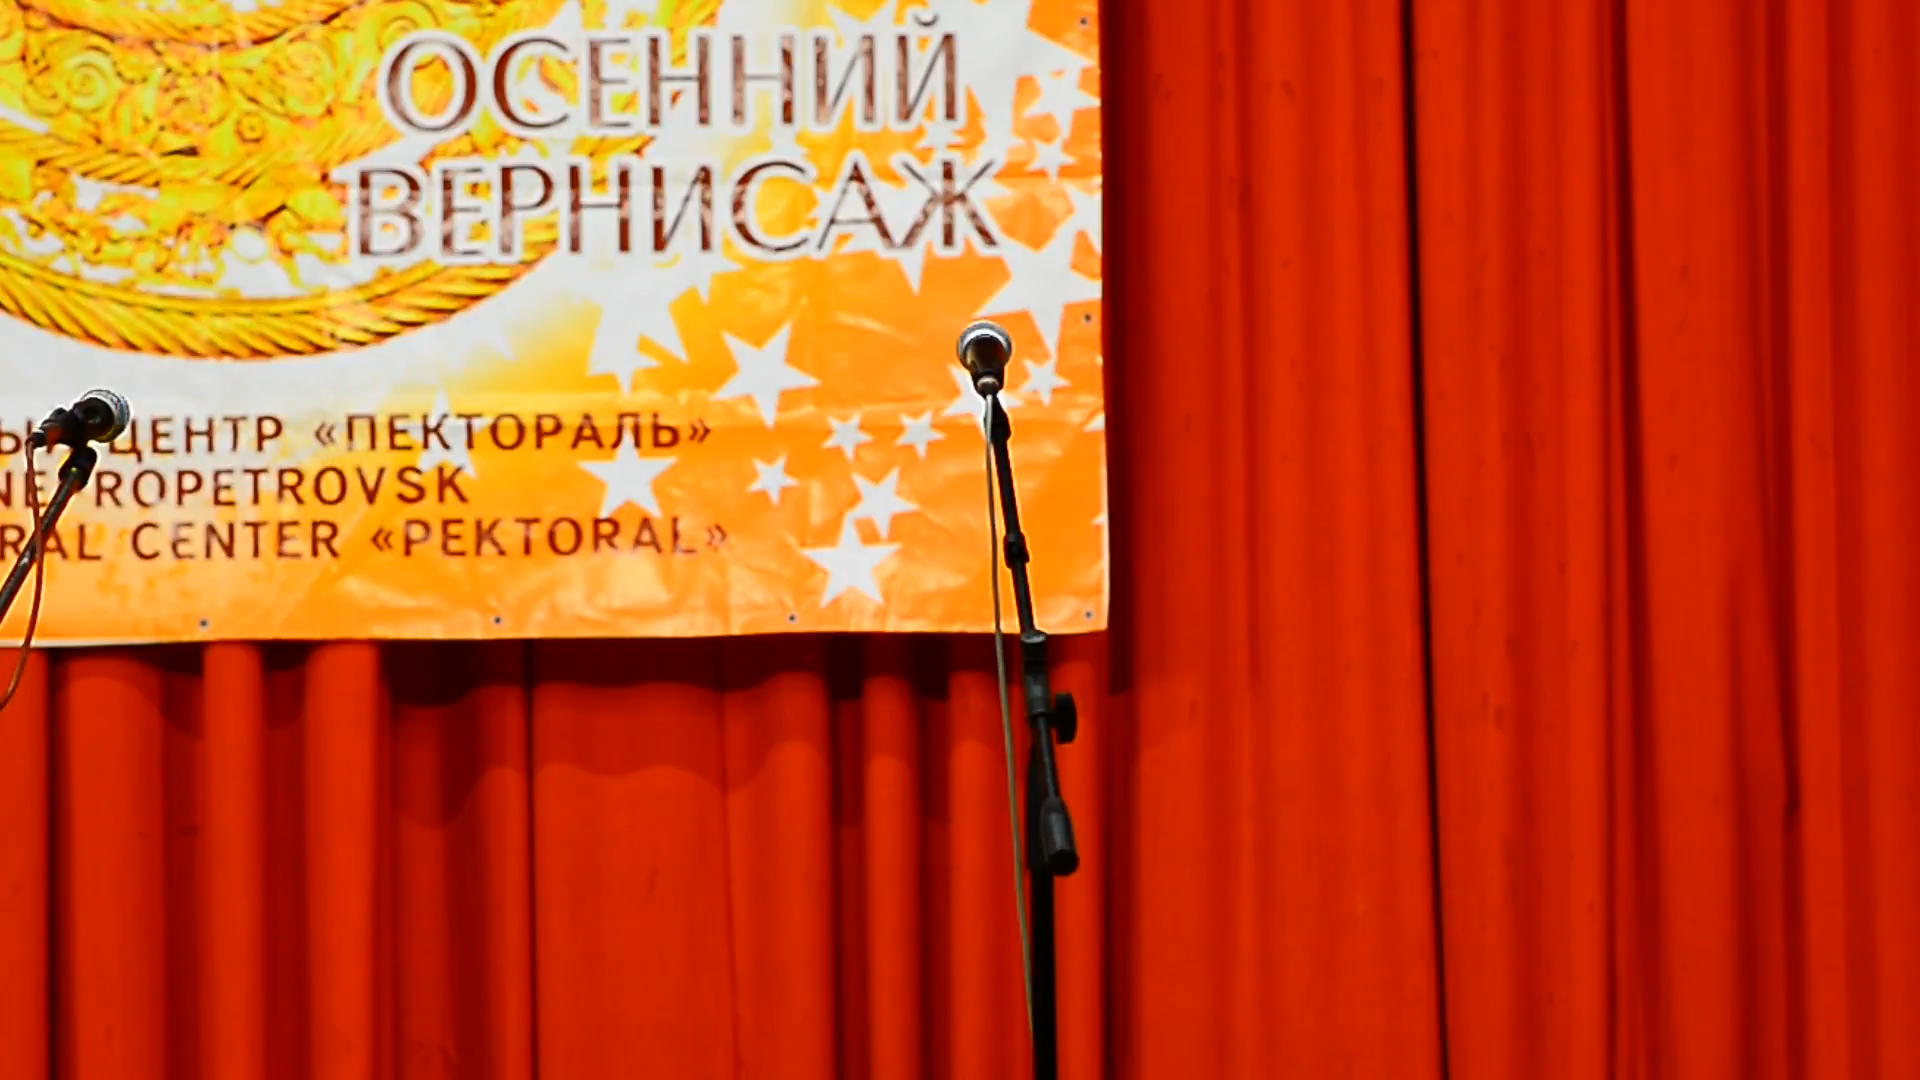 ОСЕННИЙ
ВЕРНИСАЖ
ЦЕНТР «ПЕКТОРАЛЬ»
ROPETROVSK
RAL CENTER «PEKTORAL»